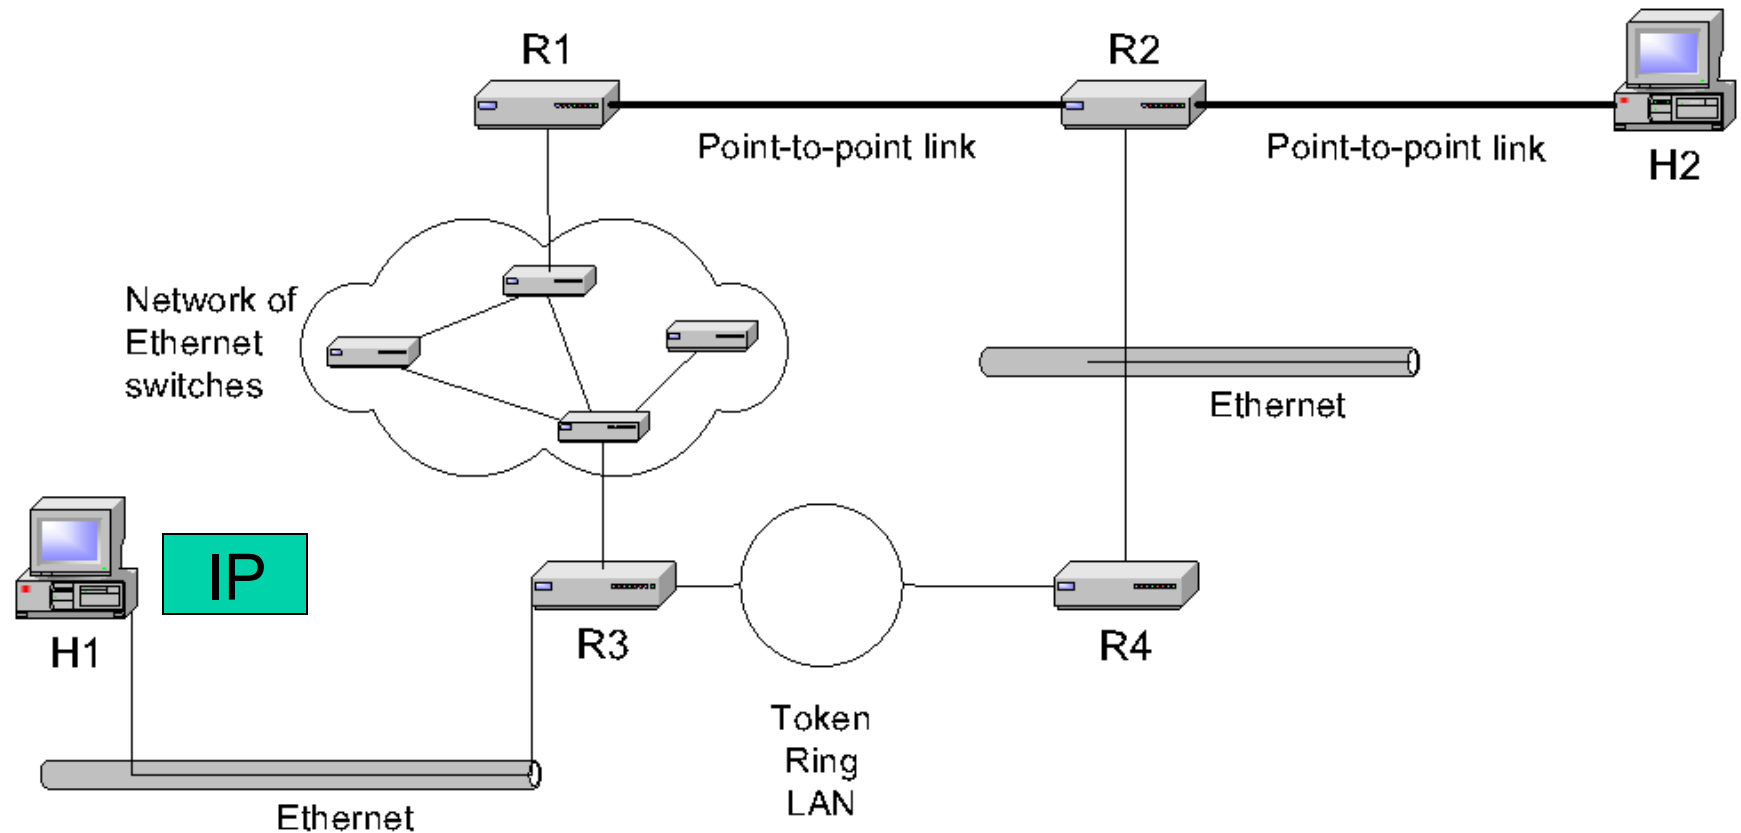 R1
R2
Point-to-point link
Point-to-point link
H2
Network of
Ethernet
switches
Ethernet
IP
H1
R3
R4
Token
Ring
LAN
Ethernet